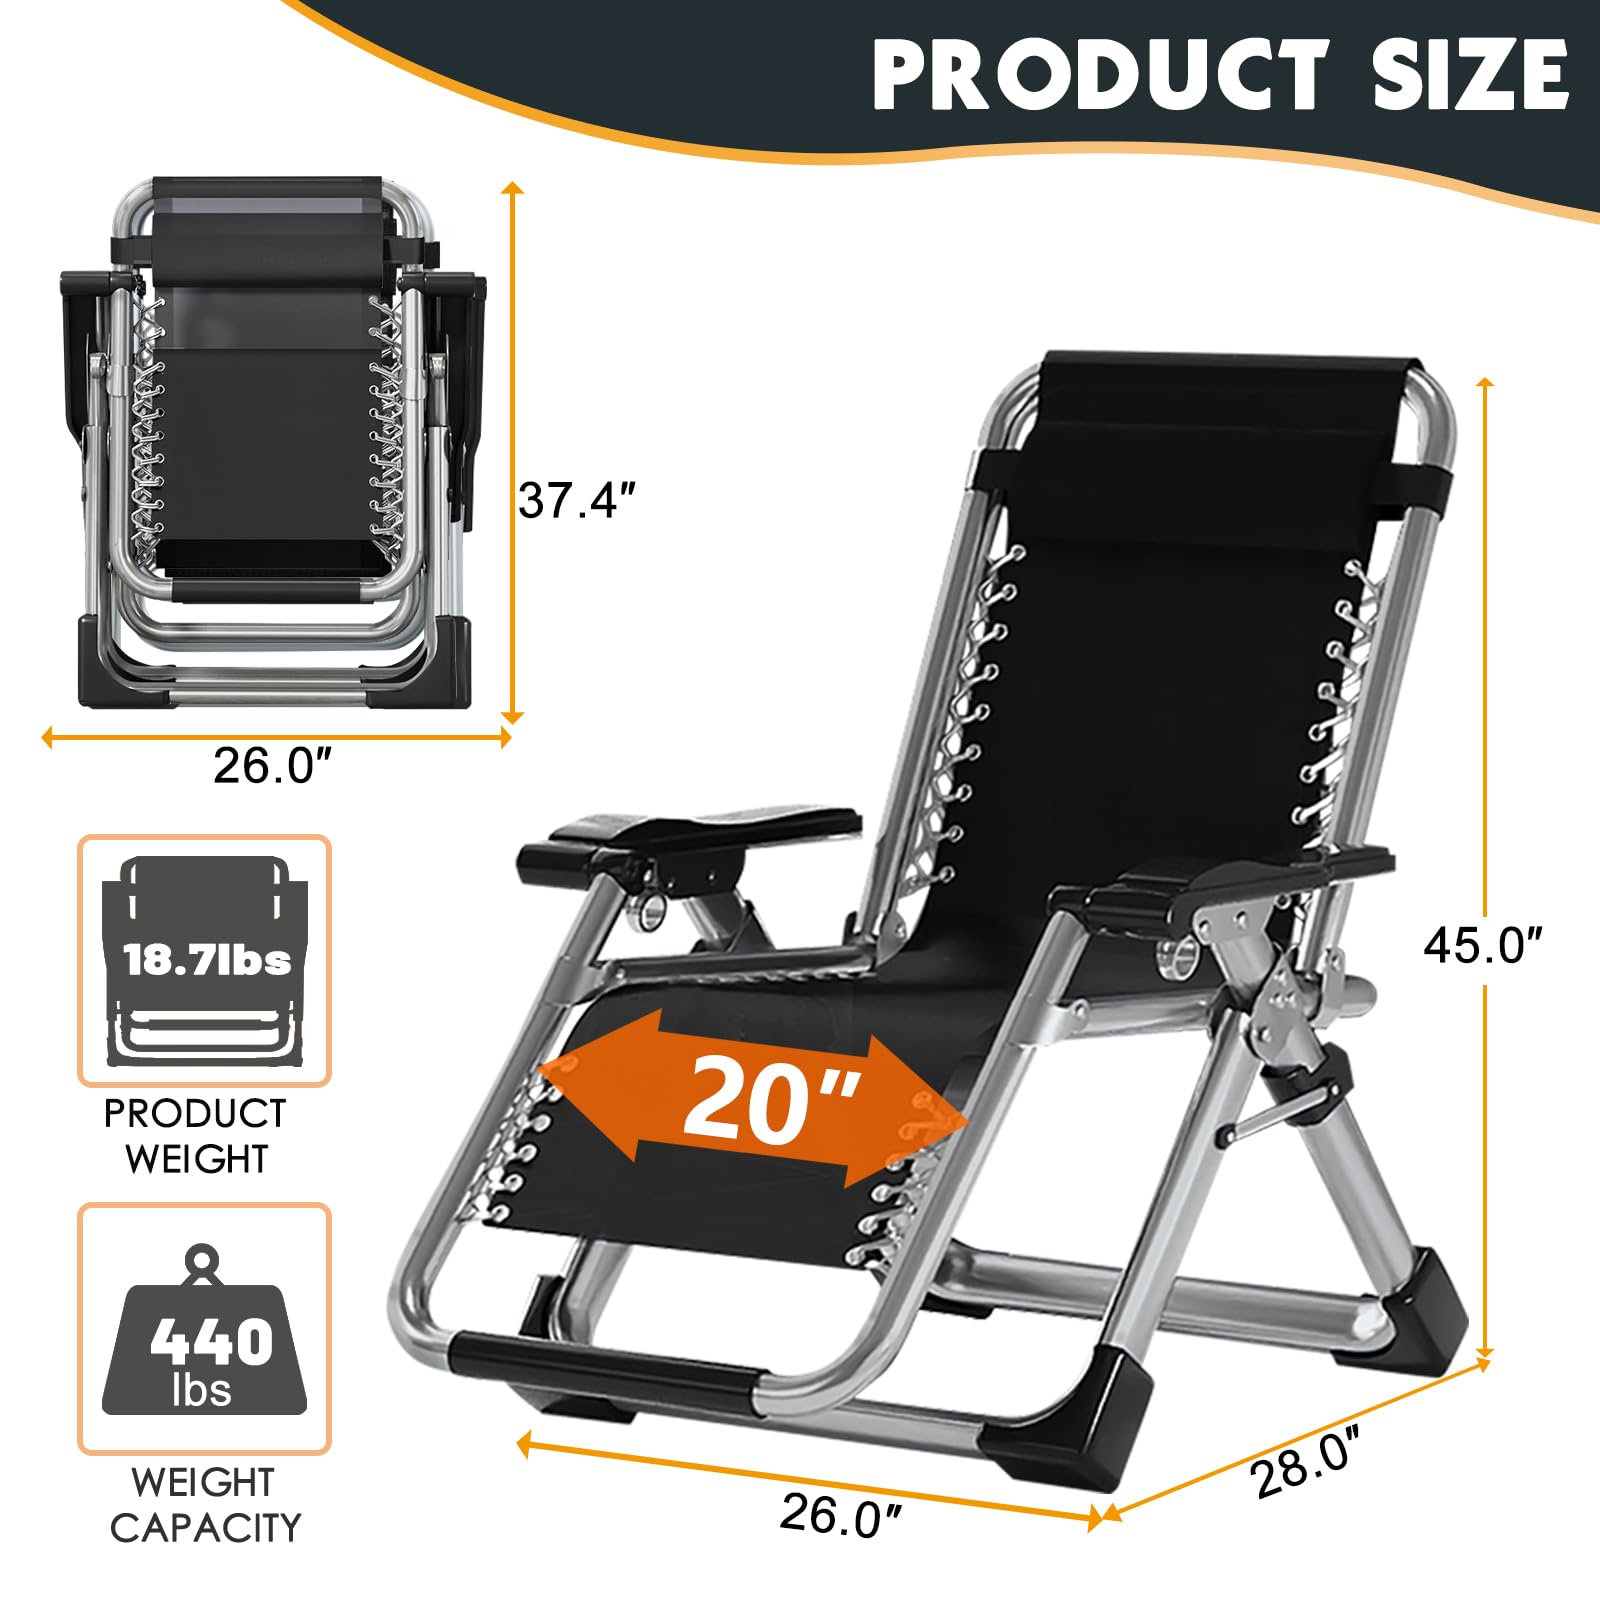 PRODUCT SIZE
37.4"
26.0"
18.7lbs
PRODUCT
WEIGHT
440
lbs
WEIGHT
CAPACITY
20"
45.0"
26.0"
28.0"